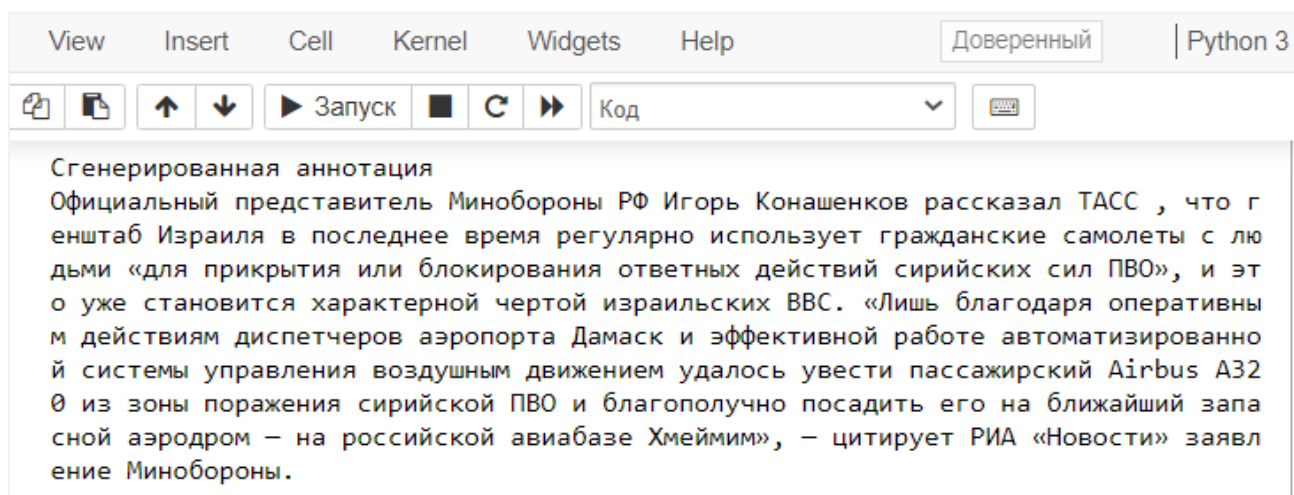 View Insert Cell Kernel Widgets Help Доверенный Python 3
Запуск Код
Сгенерированная аннотация
Официальный представитель Минобороны РФ Игорь Конашенков рассказал ТАСС , что г
енштаб Израиля в последнее время регулярно использует гражданские самолеты с лю
дьми «для прикрытия или блокирования ответных действий сирийских сил ПВО», и эт
о уже становится характерной чертой израильских ВВС. «Лишь благодаря оперативны
м действиям диспетчеров аэропорта Дамаск и эффективной работе автоматизированно
й системы управления воздушным движением удалось увести пассажирский Airbus A32
0 из зоны поражения сирийской ПВО и благополучно посадить его на ближайший запа
сной аэродром — на российской авиабазе Хмеймим», — цитирует РИА «Новости» заявл
ение Минобороны.